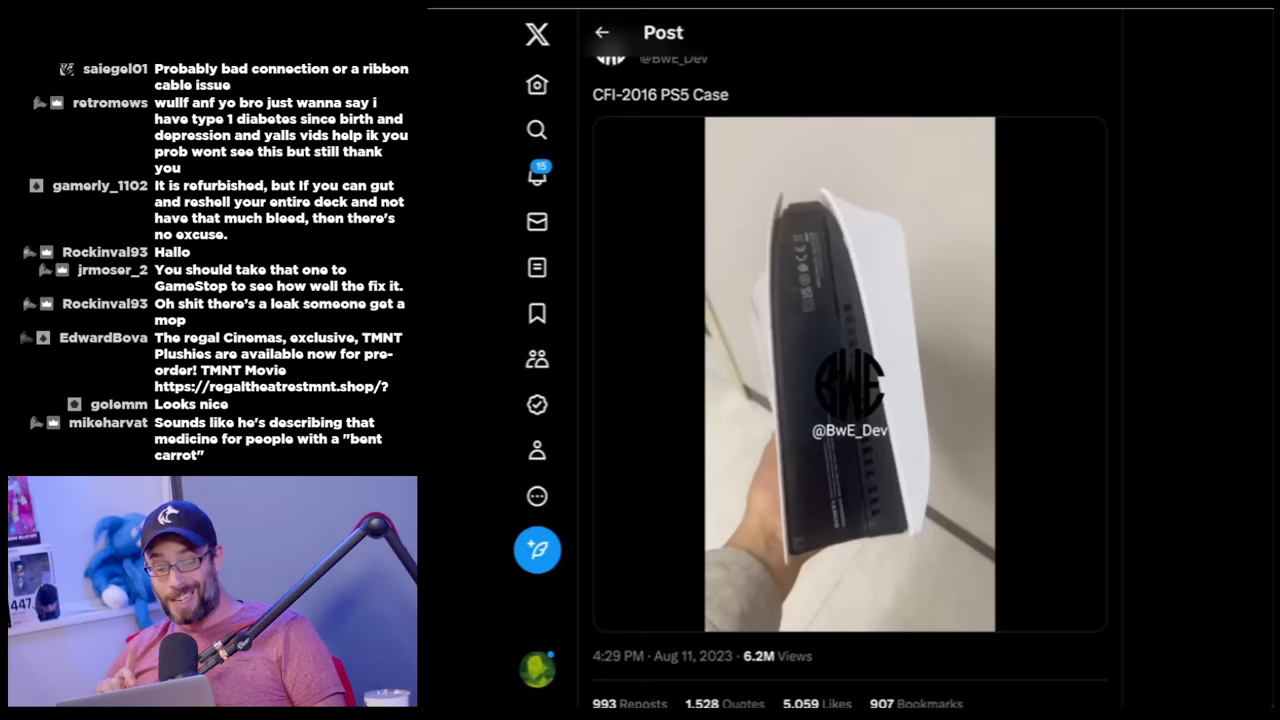 saiegel01 Probably bad connection or a ribbon
cable issue
retromews wullf anf yo bro just wanna say i
have type 1 diabetes since birth and
depression and yalls vids help ik you
prob wont see this but still thank
you
gamerly_1102 It is refurbished, but If you can gut
and reshell your entire deck and not
have that much bleed, then there's
no excuse.
Rockinval93 Hallo
jrmoser_2 You should take that one to
GameStop to see how well the fix it.
Rockinval93 Oh shit there's a leak someone get a
mop
EdwardBova The regal Cinemas, exclusive, TMNT
Plushies are available now for pre-
order! TMNT Movie
https://regaltheatrestmnt.shop/?
golemm Looks nice
mikeharvat Sounds like he's describing that
medicine for people with a "bent
carrot"
447
15
Post
@BwE_Dev
CFI-2016 PS5 Case
BWE
@BwE_Dev
4:29 PM · Aug 11, 2023 · 6.2M Views
993 Reposts 1,528 Quotes 5,059 Likes 907 Bookmarks